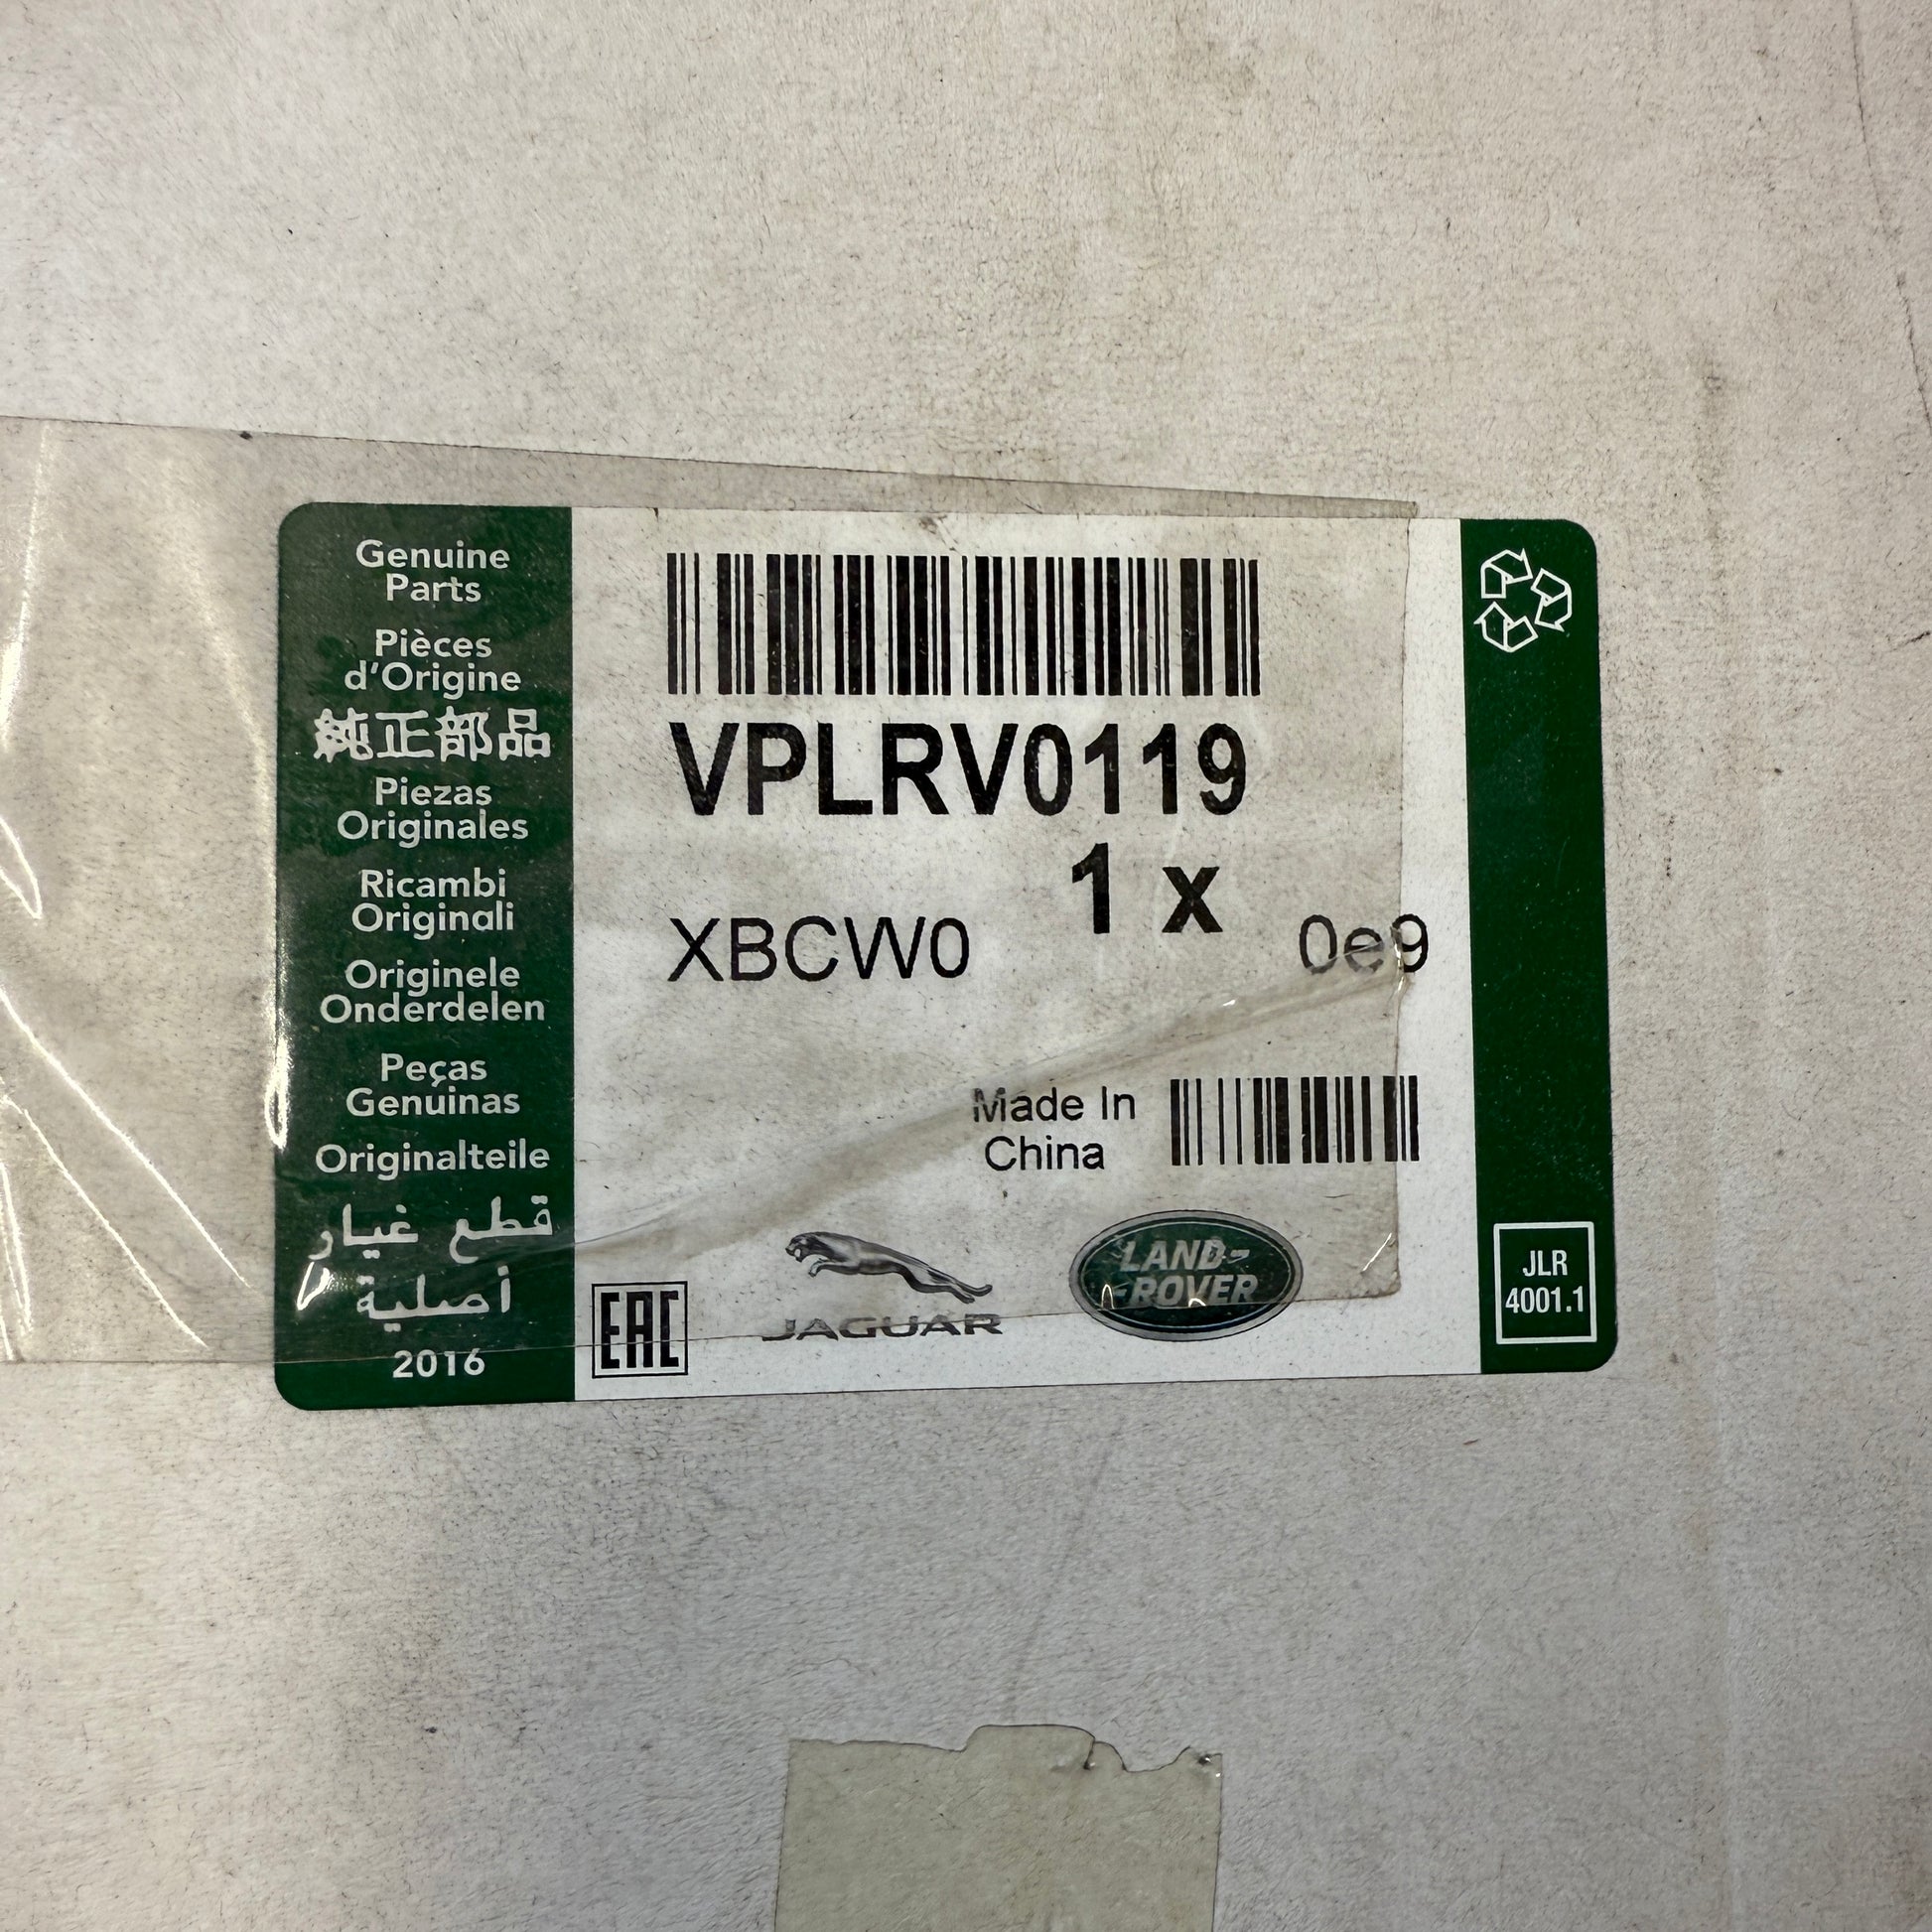 Genuine
Parts
Pièces
d'Origine
純正部品
Piezas
Originales
Ricambi
Originali
Originele
Onderdelen
Peças
Genuinas
Originalteile
قطع غيار
أصلية
2016
VPLRV0119
1 x
XBCW0
0e9
Made In
China
EAC
JAGUAR
LAND-
-ROVER
JLR
4001.1